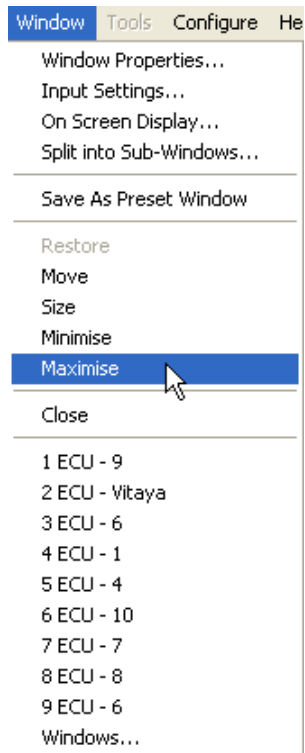 Window Tools Configure He
Window Properties...
Input Settings...
On Screen Display...
Split into Sub-Windows...
Save As Preset Window
Restore
Move
Size
Minimise
Maximise
Close
1 ECU - 9
2 ECU - Vitaya
3 ECU - 6
4 ECU - 1
5 ECU - 4
6 ECU - 10
7 ECU - 7
8 ECU - 8
9 ECU - 6
Windows...